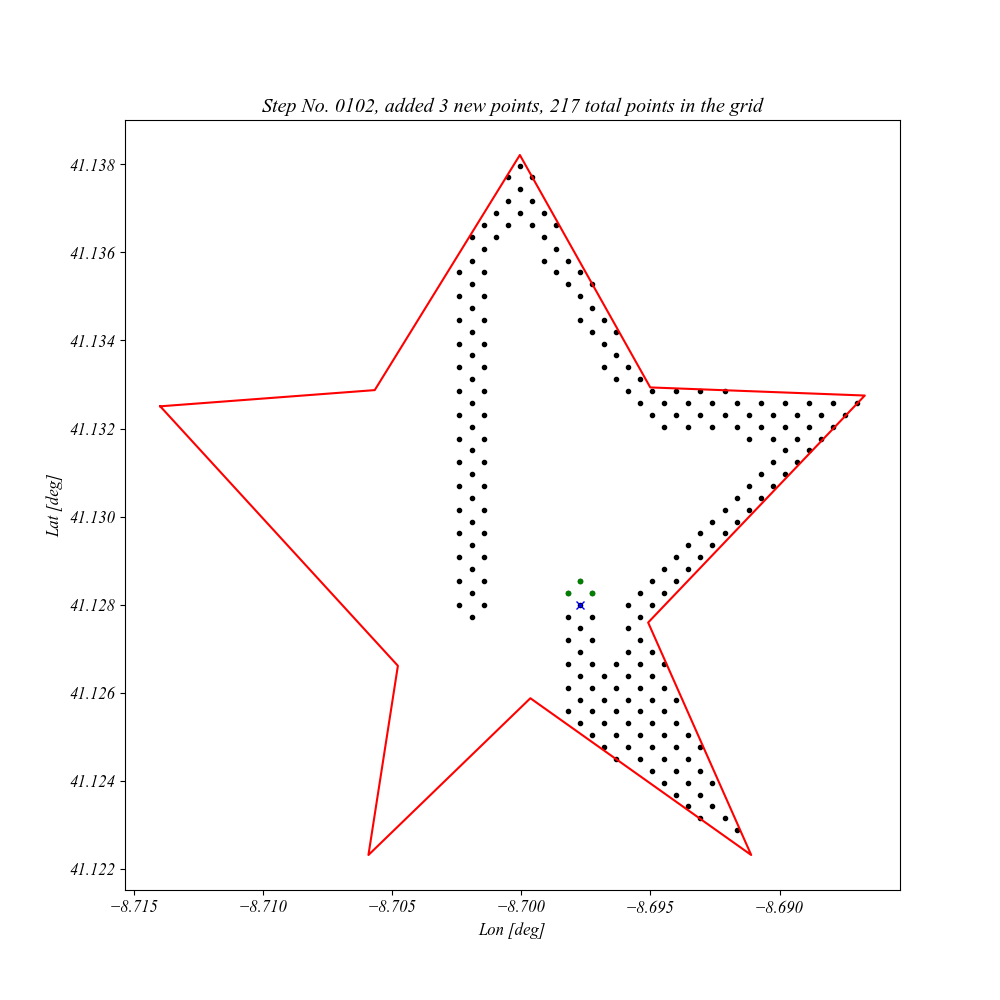 Step No. 0102, added 3 new points, 217 total points in the grid
41.138
41.136
41.134
41.132
41.130
41.128
41.126
41.124
41.122
Lat [deg]
−8.715 −8.710 −8.705 −8.700 −8.695 −8.690
Lon [deg]